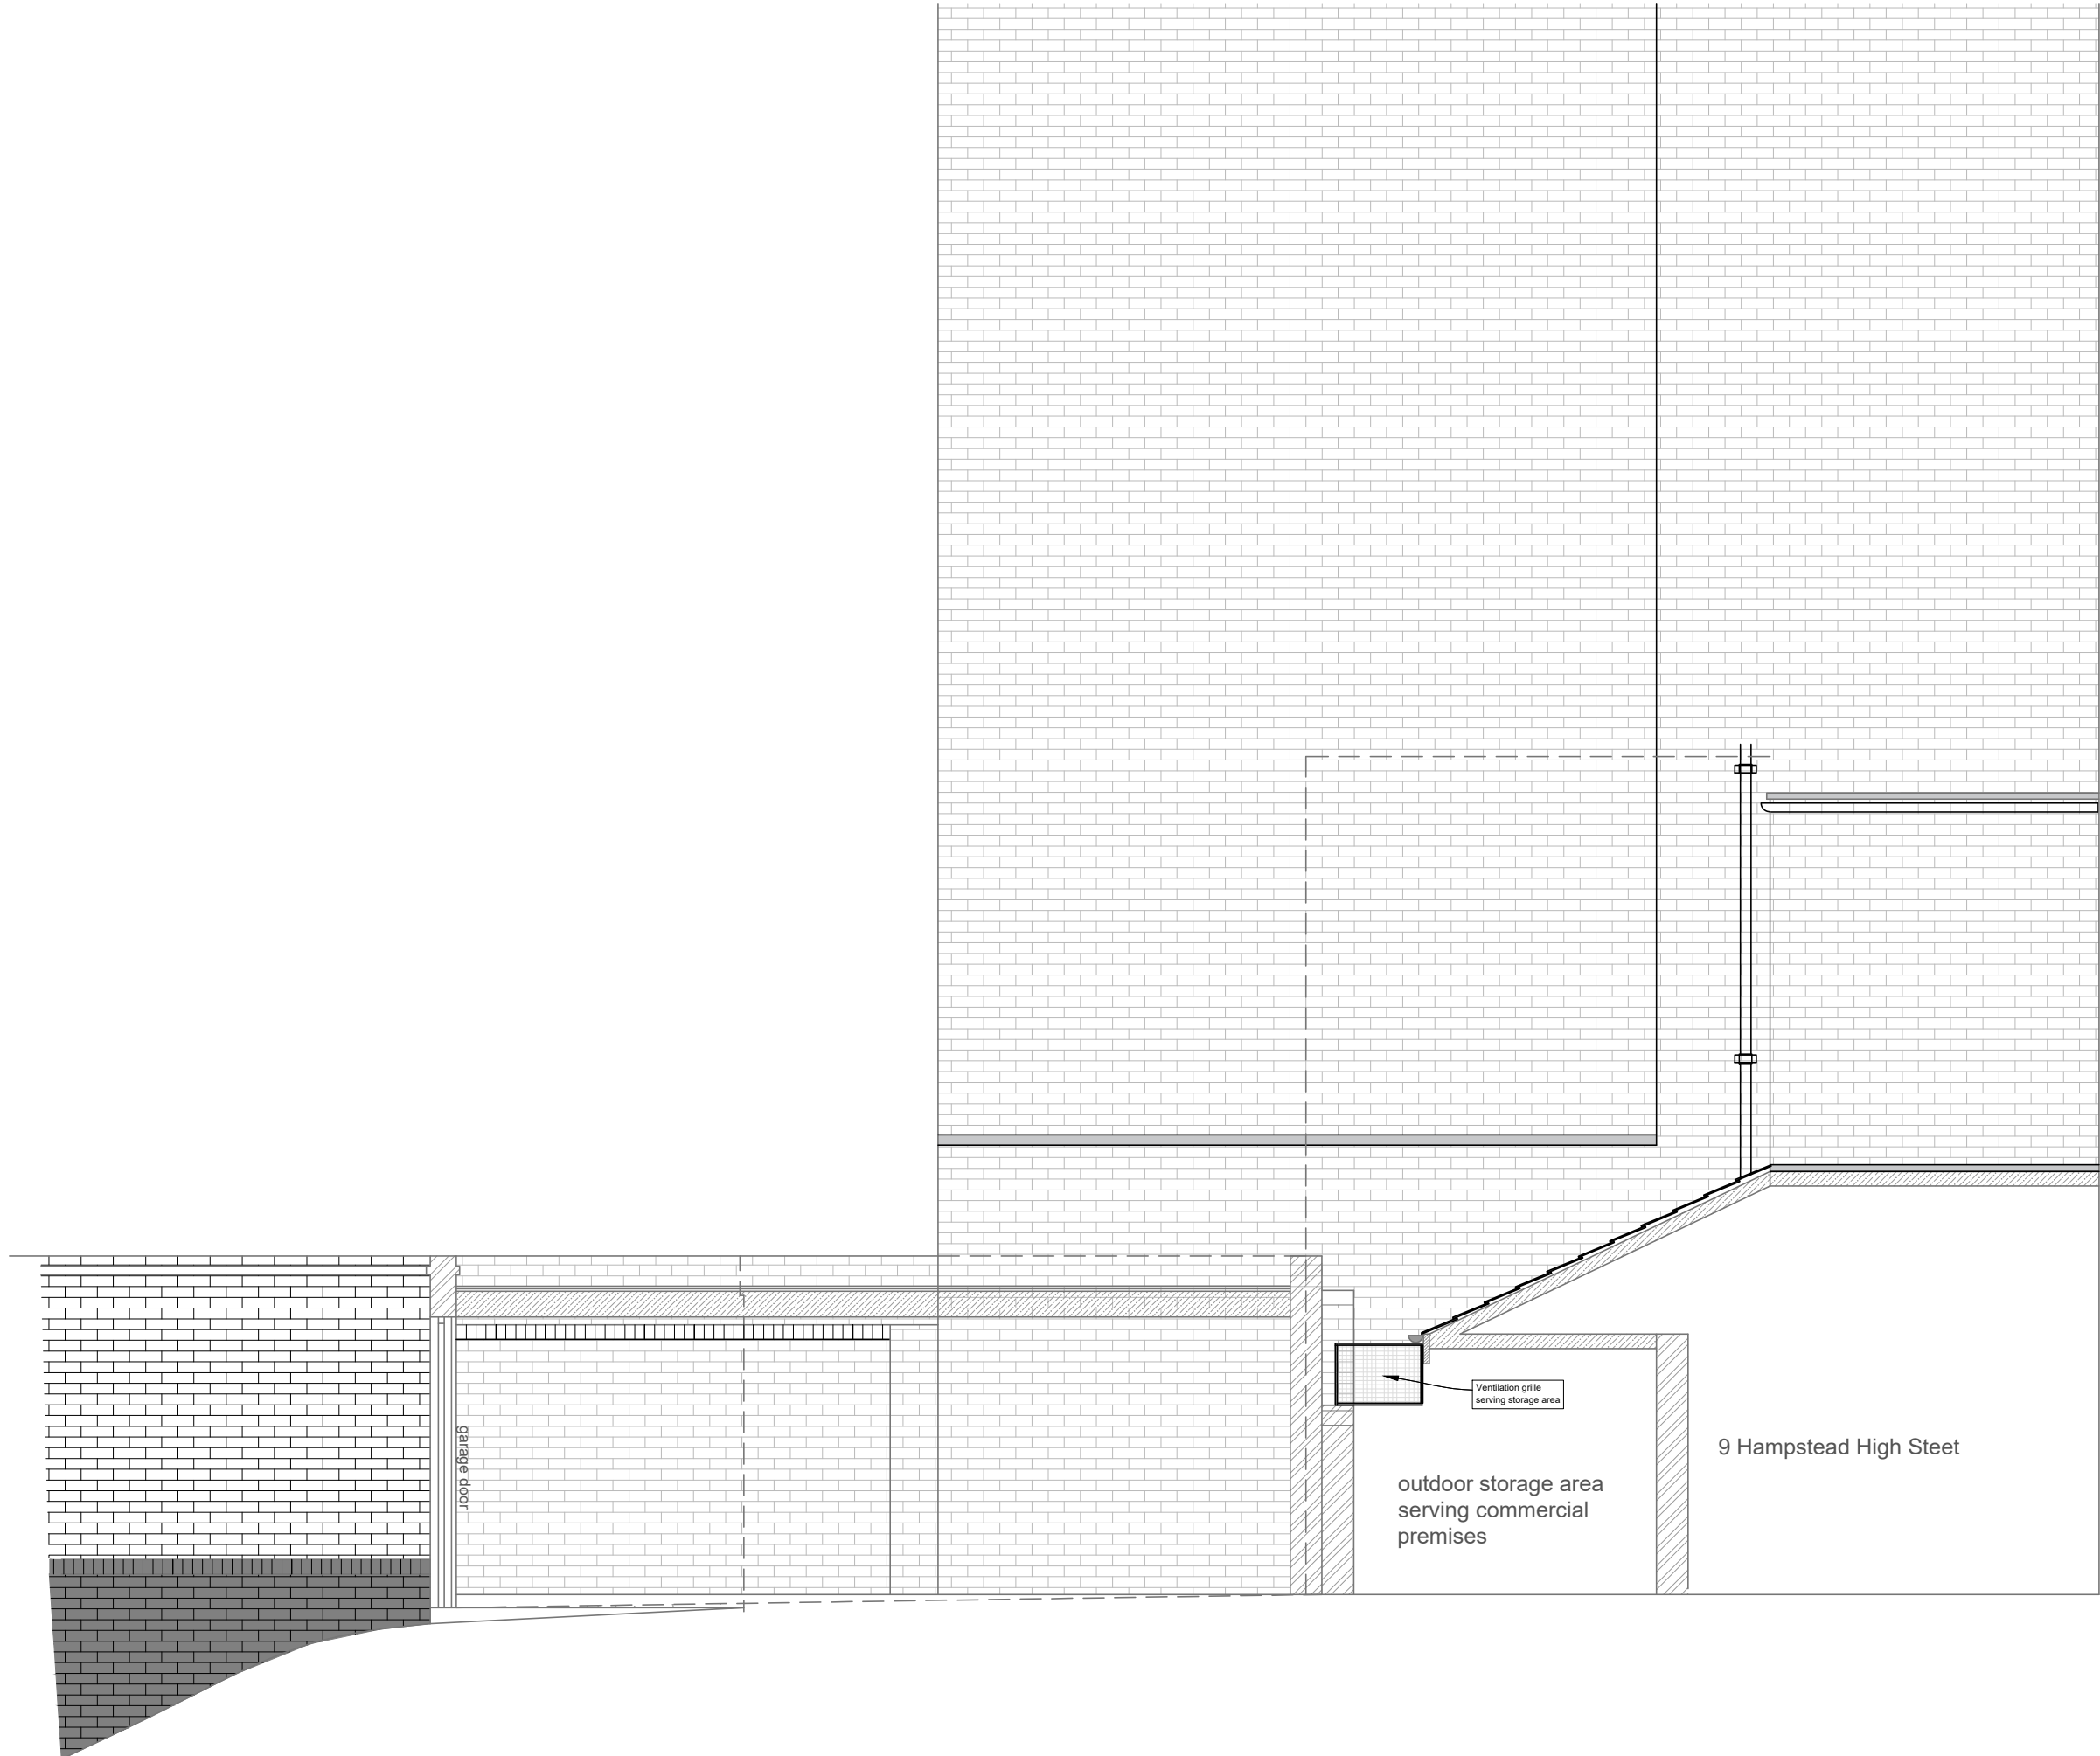 Ventilation grille
serving storage area
9 Hampstead High Steet
outdoor storage area
serving commercial
premises
garage door